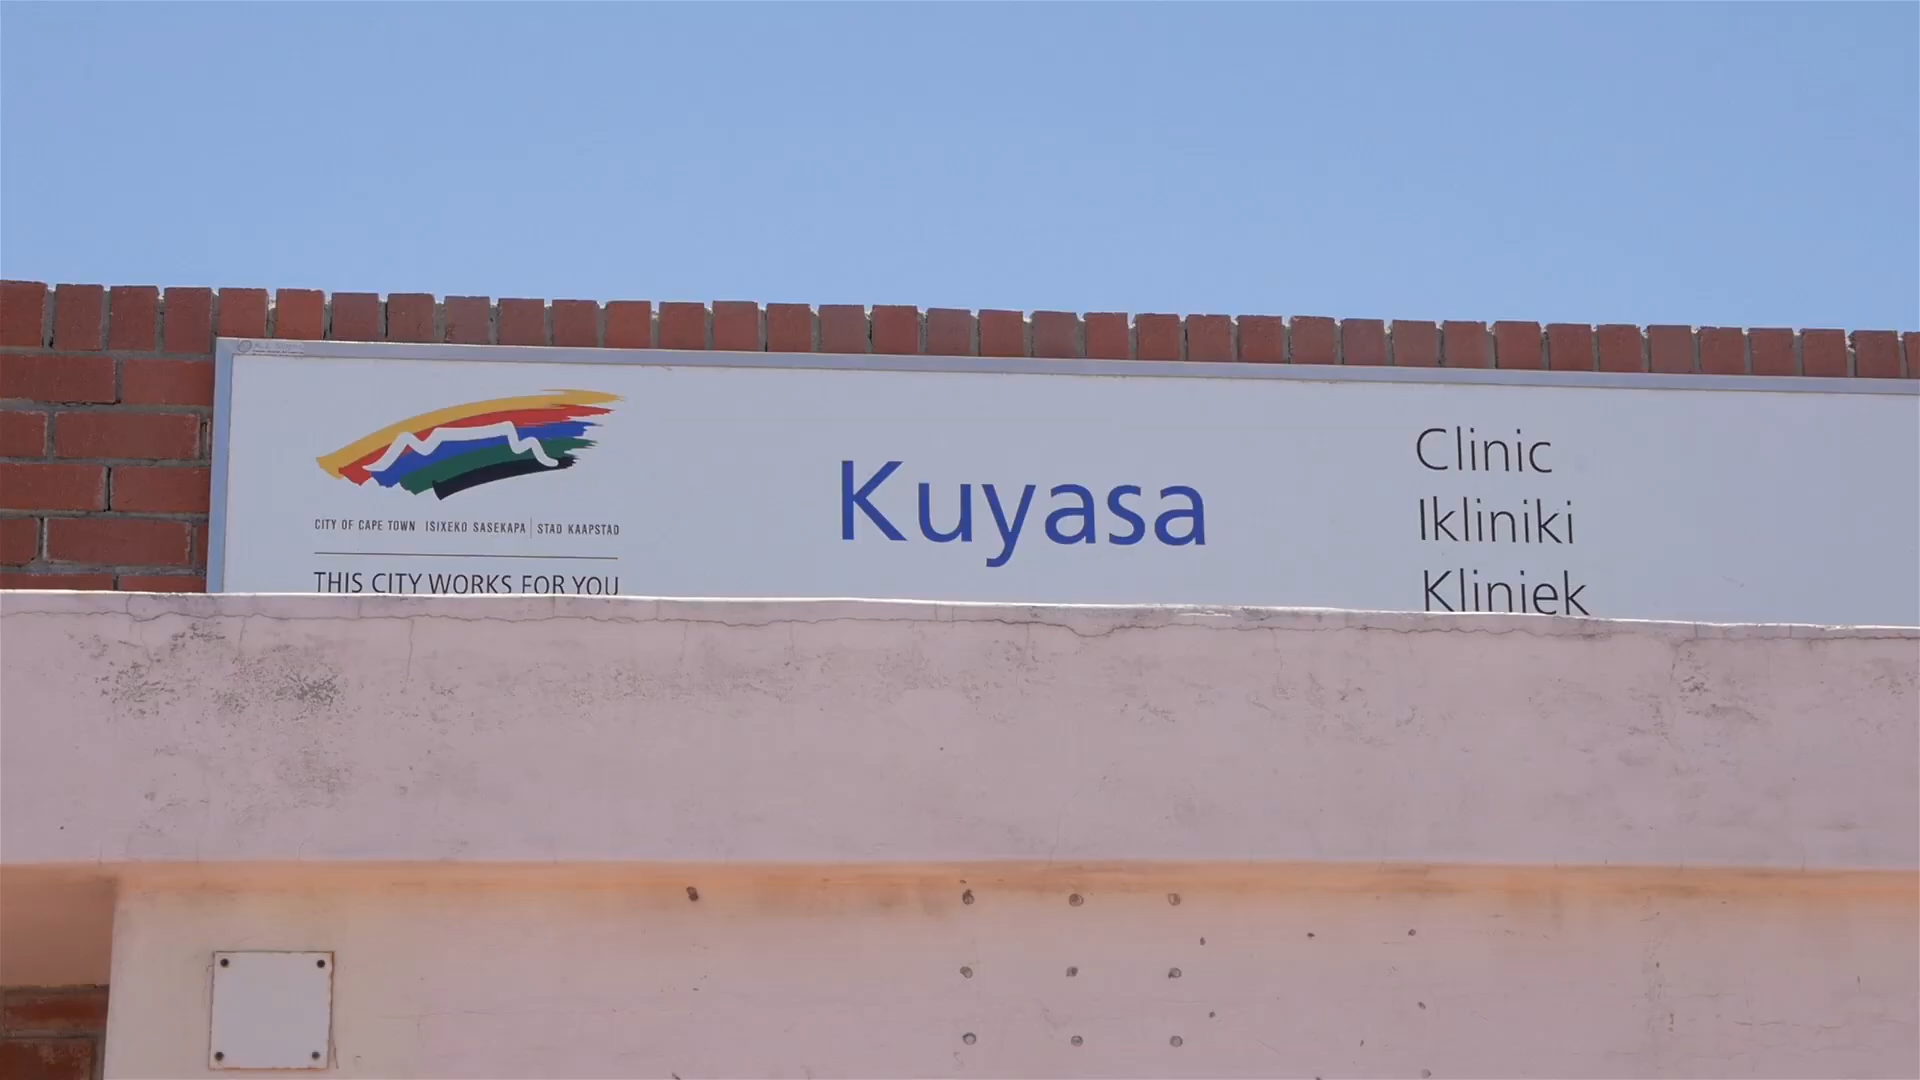 CITY OF CAPE TOWN ISIXEKO SASEKAPA | STAD KAAPSTAD
THIS CITY WORKS FOR YOU
Kuyasa
Clinic
Ikliniki
Kliniek